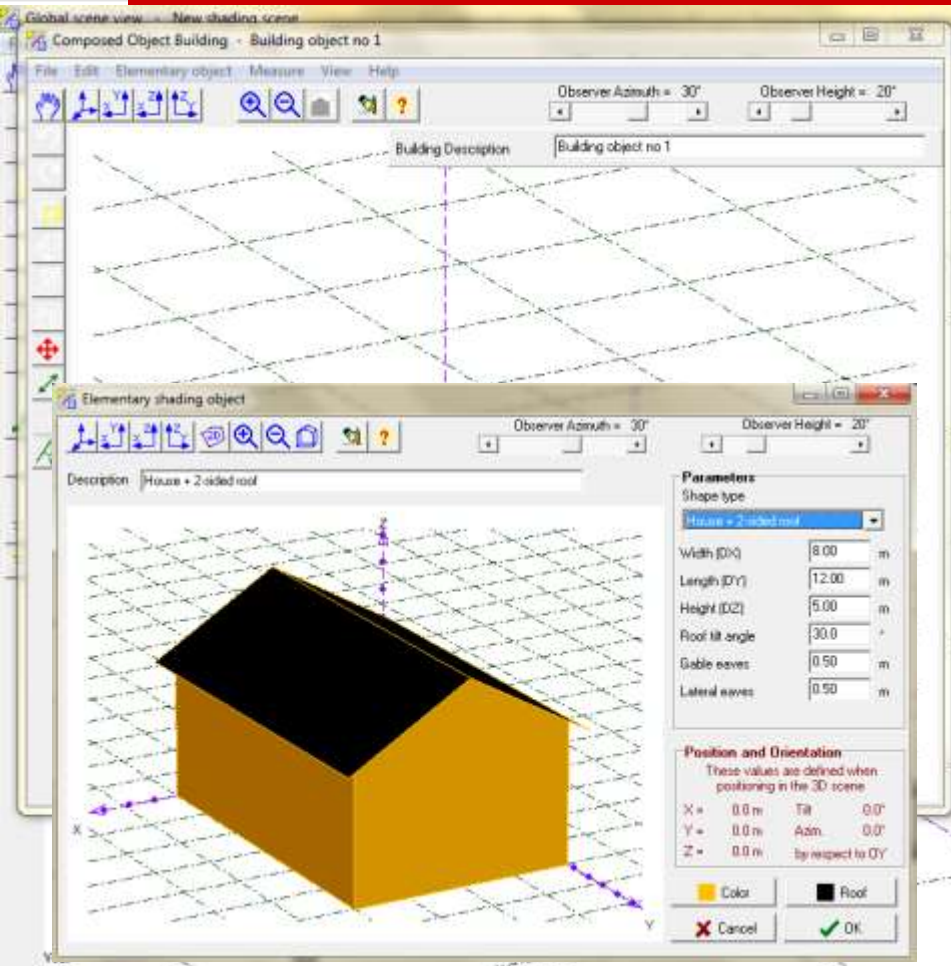 Global scene view - New shading scene
Composed Object Building - Building object no 1
File Edit Elementary object Measure View Help
Observer Azimuth = 30° Observer Height = 20°
Building Description Building object no 1
Elementary shading object
Observer Azimuth = 30° Observer Height = 20°
Description House + 2-sided roof
Parameters
Shape type
House + 2-sided roof
Width (DX) 8.00 m
Length (DY) 12.00 m
Height (DZ) 5.00 m
Roof tilt angle 30.0 °
Gable eaves 0.50 m
Lateral eaves 0.50 m
Position and Orientation
These values are defined when
positioning in the 3D scene
X = 0.0 m Tilt 0.0°
Y = 0.0 m Azim. 0.0°
Z = 0.0 m by respect to OY
Color Roof
Cancel OK
Z
X
Y